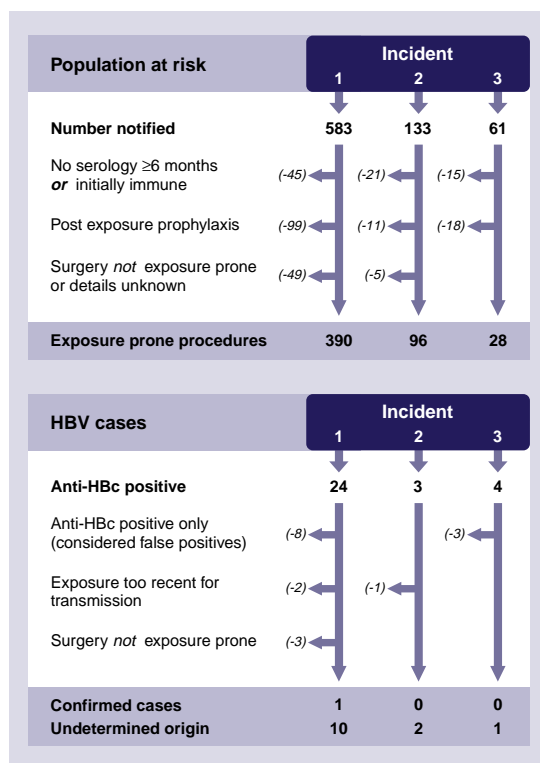 Incident
Population at risk
1 2 3
Number notified 583 133 61
No serology ≥6 months
or initially immune (-45) (-21) (-15)
Post exposure prophylaxis (-99) (-11) (-18)
Surgery not exposure prone
or details unknown (-49) (-5)
Exposure prone procedures 390 96 28
Incident
HBV cases
1 2 3
Anti-HBc positive 24 3 4
Anti-HBc positive only
(considered false positives) (-8) (-3)
Exposure too recent for
transmission (-2) (-1)
Surgery not exposure prone (-3)
Confirmed cases 1 0 0
Undetermined origin 10 2 1